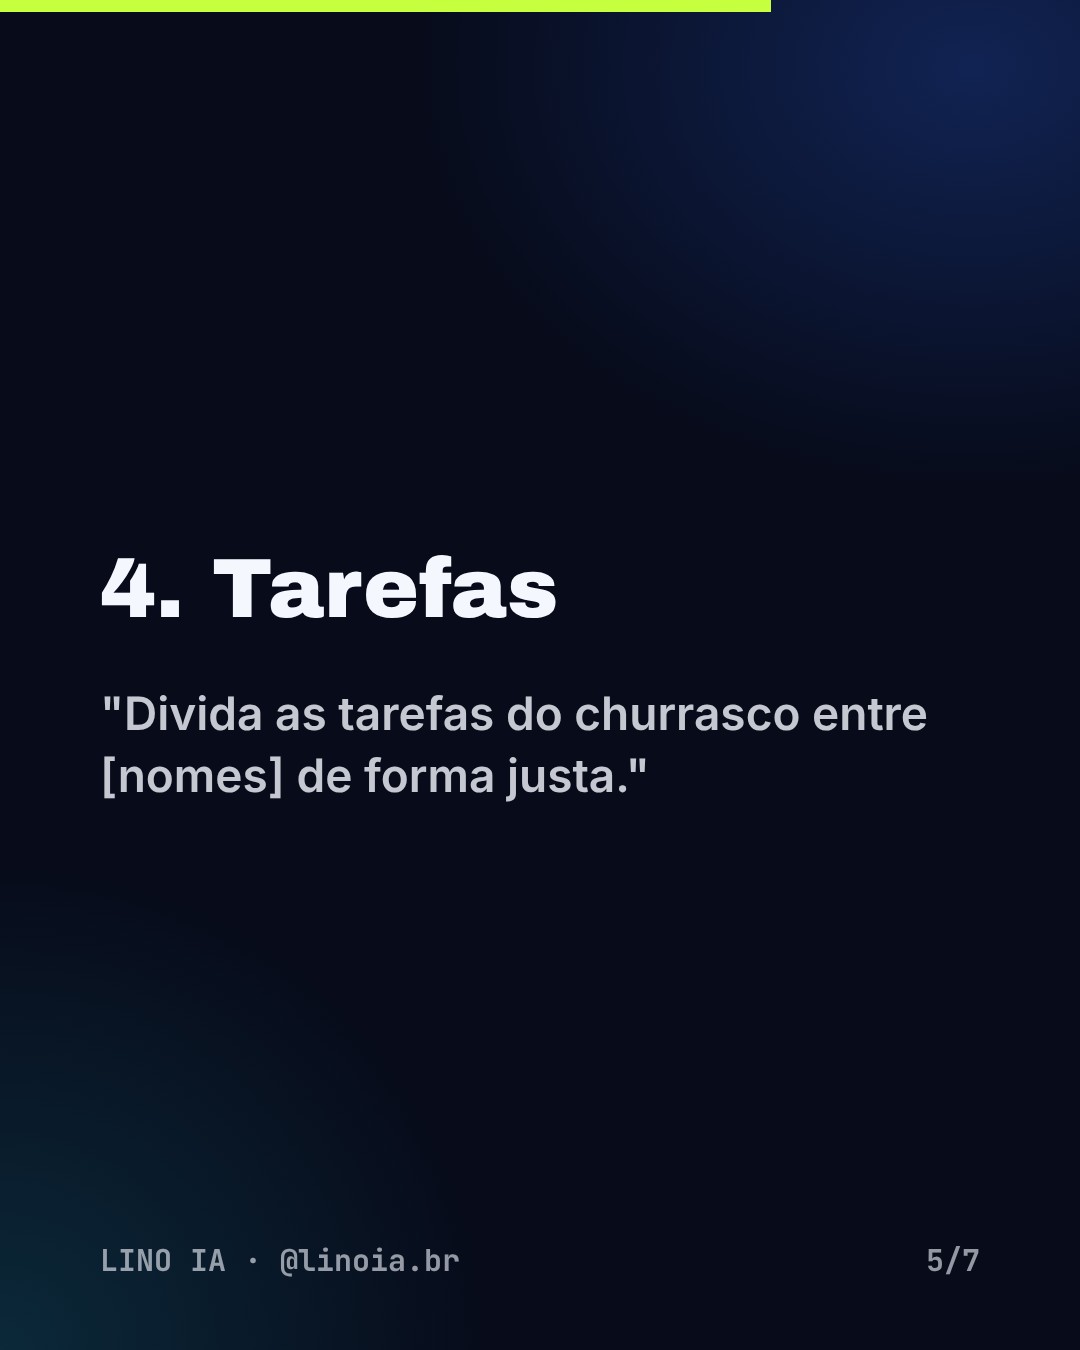 4. Tarefas
"Divida as tarefas do churrasco entre
[nomes] de forma justa."
LINO IA · @linoia.br
5/7